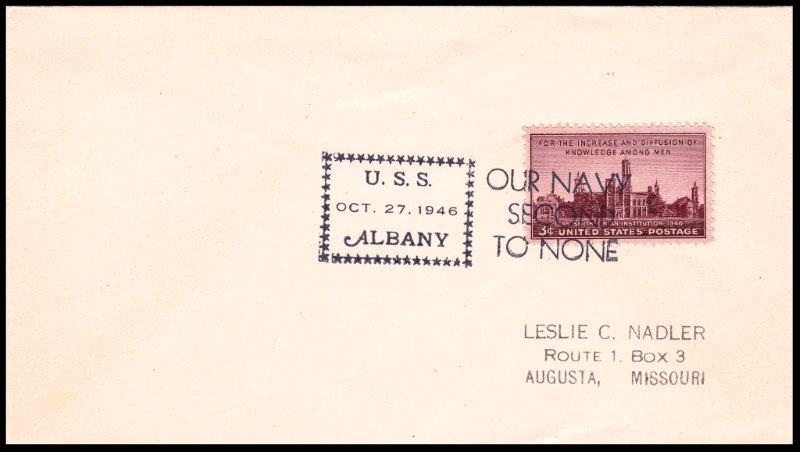 FOR THE INCREASE AND DIFFUSION OF
KNOWLEDGE AMONG MEN
SMITHSONIAN INSTITUTION 1946
3¢ UNITED STATES POSTAGE
U. S. S.
OCT. 27, 1946
ALBANY
OUR NAVY
SECOND
TO NONE
LESLIE C. NADLER
ROUTE 1, BOX 3
AUGUSTA, MISSOURI